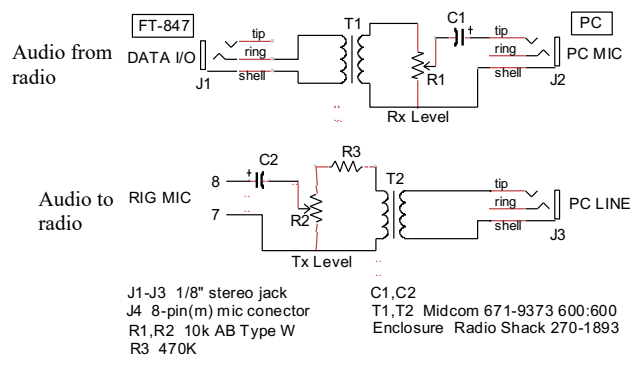 FT-847
PC
Audio from
radio
DATA I/O
J1
tip
ring
shell
T1
R1
C1
+
Rx Level
tip
ring
shell
J2
PC MIC
Audio to
radio
RIG MIC
8
7
+
C2
R2
R3
T2
Tx Level
tip
ring
shell
J3
PC LINE
J1-J3 1/8" stereo jack
J4 8-pin(m) mic conector
R1,R2 10k AB Type W
R3 470K
C1,C2
T1,T2 Midcom 671-9373 600:600
Enclosure Radio Shack 270-1893